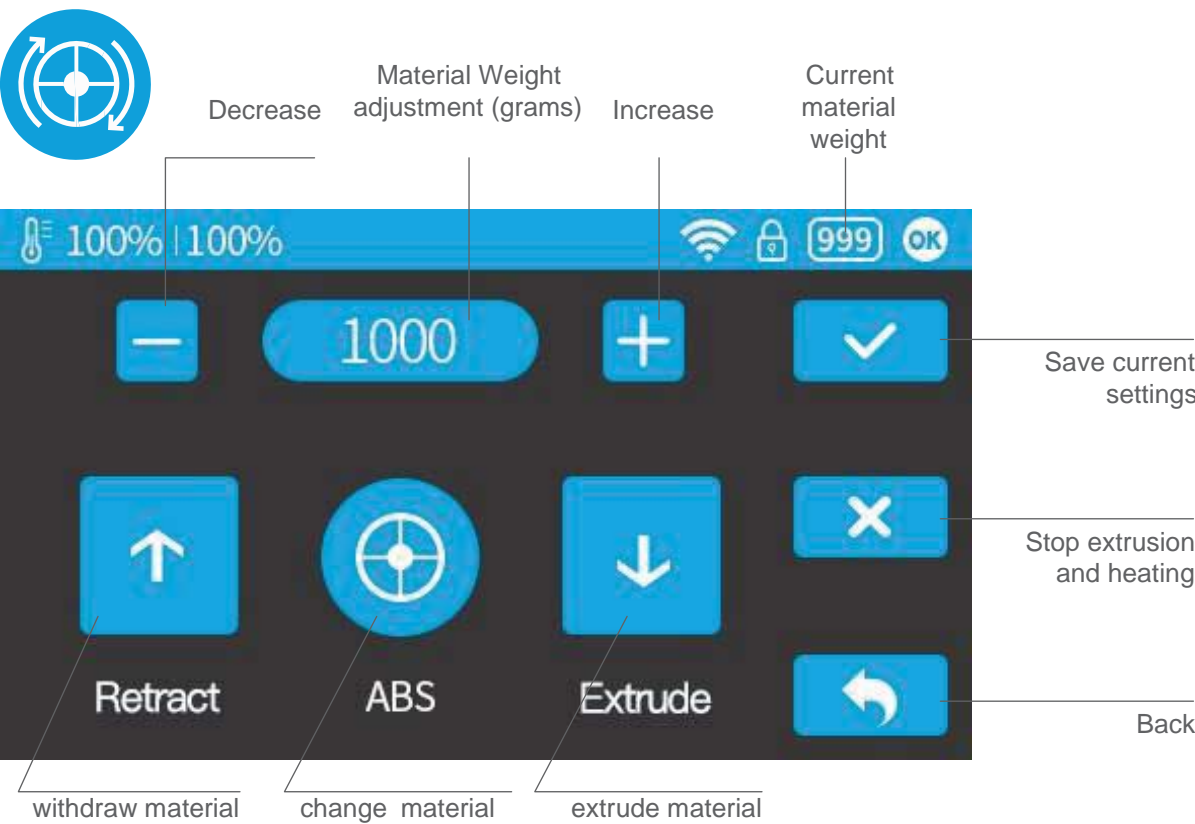 Material Weight
adjustment (grams)
Decrease
Increase
Current
material
weight
100% | 100%
999
OK
1000
Save current
settings
Stop extrusion
and heating
Retract
ABS
Extrude
Back
withdraw material
change material
extrude material